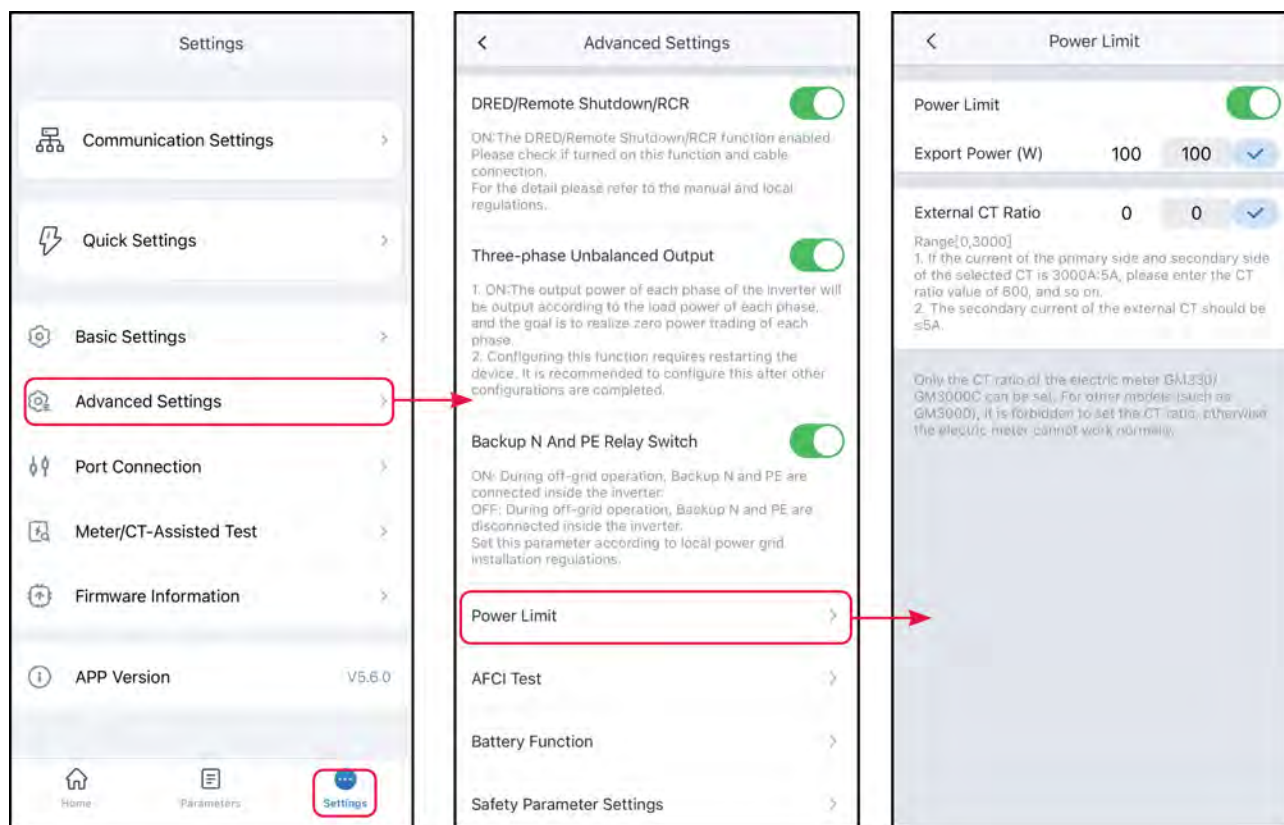 Settings
Communication Settings
Quick Settings
Basic Settings
Advanced Settings
Port Connection
Meter/CT-Assisted Test
Firmware Information
APP Version V5.6.0
Home Parameters Settings
Advanced Settings
DRED/Remote Shutdown/RCR
ON:The DRED/Remote Shutdown/RCR function enabled.
Please check if turned on this function and cable
connection.
For the detail please refer to the manual and local
regulations.
Three-phase Unbalanced Output
1. ON:The output power of each phase of the inverter will
be output according to the load power of each phase,
and the goal is to realize zero power trading of each
phase.
2. Configuring this function requires restarting the
device. It is recommended to configure this after other
configurations are completed.
Backup N And PE Relay Switch
ON: During off-grid operation, Backup N and PE are
connected inside the inverter.
OFF: During off-grid operation, Backup N and PE are
disconnected inside the inverter.
Set this parameter according to local power grid
installation regulations.
Power Limit
AFCI Test
Battery Function
Safety Parameter Settings
Power Limit
Power Limit
Export Power (W) 100 100
External CT Ratio 0 0
Range[0,3000]
1. If the current of the primary side and secondary side
of the selected CT is 3000A:5A, please enter the CT
ratio value of 600, and so on.
2. The secondary current of the external CT should be
≤5A.
Only the CT ratio of the electric meter GM330/
GM3000C can be set. For other models (such as
GM3000), it is forbidden to set the CT ratio, otherwise
the electric meter cannot work normally.